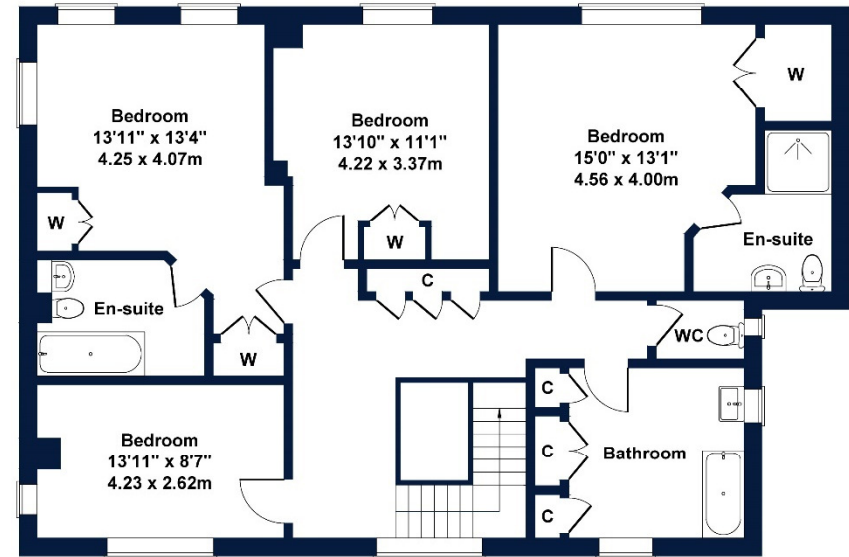 Bedroom
13'11" x 13'4"
4.25 x 4.07m
Bedroom
13'10" x 11'1"
4.22 x 3.37m
Bedroom
15'0" x 13'1"
4.56 x 4.00m
W
W
W
En-suite
C
En-suite
W
WC
Bedroom
13'11" x 8'7"
4.23 x 2.62m
C
C
Bathroom
C